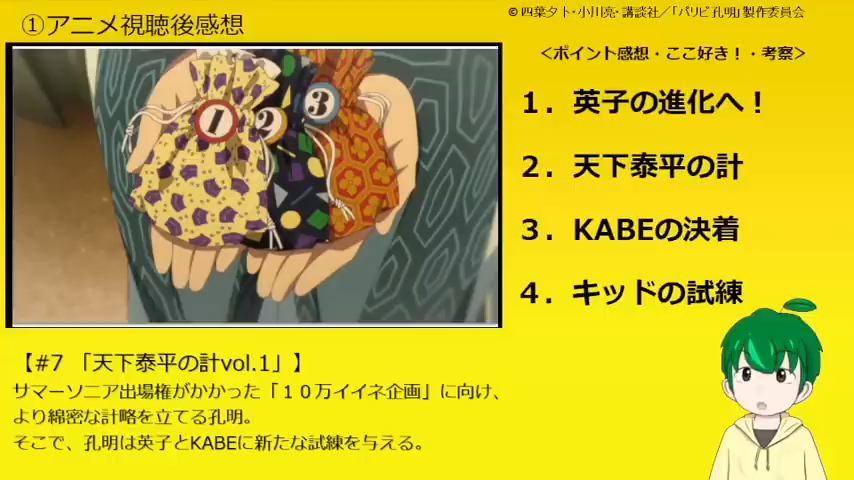 ①アニメ視聴後感想
© 四葉夕ト・小川亮・講談社／「パリピ孔明」製作委員会
＜ポイント感想・ここ好き！・考察＞
１．英子の進化へ！
２．天下泰平の計
３．KABEの決着
４．キッドの試練
1
2
3
【#7 「天下泰平の計vol.1」】
サマーソニア出場権がかかった「１０万イイネ企画」に向け、
より綿密な計略を立てる孔明。
そこで、孔明は英子とKABEに新たな試練を与える。